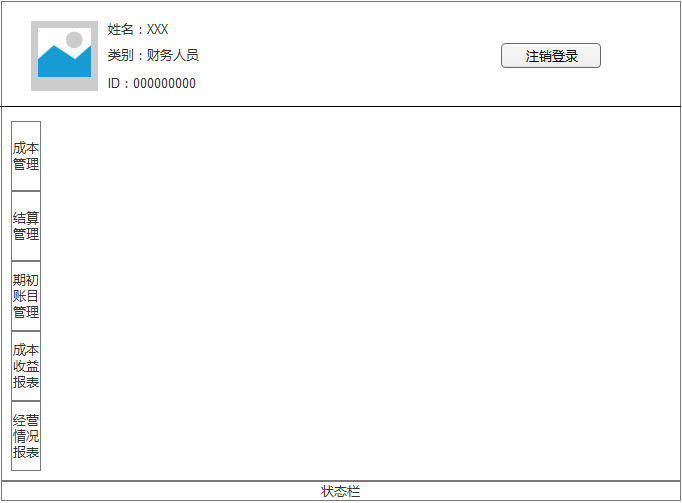 姓名：XXX
类别：财务人员
注销登录
ID：000000000
成本
管理
结算
管理
期初
账目
管理
成本
收益
报表
经营
情况
报表
状态栏